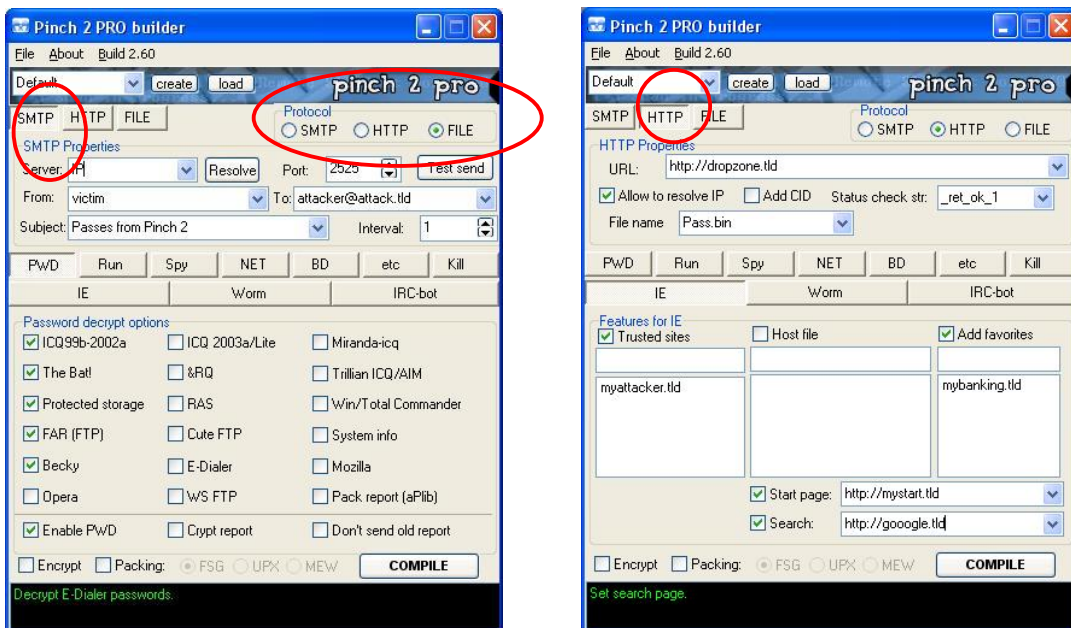 Pinch 2 PRO builder
File About Build 2.60
Default create load pinch 2 pro
SMTP HTTP FILE
Protocol
SMTP HTTP FILE
SMTP Properties
Server: IP Resolve Port: 2525 Test send
From: victim To: attacker@attack.tld
Subject: Passes from Pinch 2 Interval: 1
PWD Run Spy NET BD etc Kill
IE Worm IRC-bot
Password decrypt options
ICQ99b-2002a ICQ 2003a/Lite Miranda-icq
The Bat! &RQ Trillian ICQ/AIM
Protected storage RAS Win/Total Commander
FAR (FTP) Cute FTP System info
Becky E-Dialer Mozilla
Opera WS FTP Pack report (aPlib)
Enable PWD Crypt report Don't send old report
Encrypt Packing: FSG UPX MEW COMPILE
Decrypt E-Dialer passwords.
Pinch 2 PRO builder
File About Build 2.60
Default create load pinch 2 pro
SMTP HTTP FILE
Protocol
SMTP HTTP FILE
HTTP Properties
URL: http://dropzone.tld
Allow to resolve IP Add CID Status check str: _ret_ok_1
File name Pass.bin
PWD Run Spy NET BD etc Kill
IE Worm IRC-bot
Features for IE
Trusted sites Host file Add favorites
myattacker.tld mybanking.tld
Start page: http://mystart.tld
Search: http://gooogle.tld
Encrypt Packing: FSG UPX MEW COMPILE
Set search page.